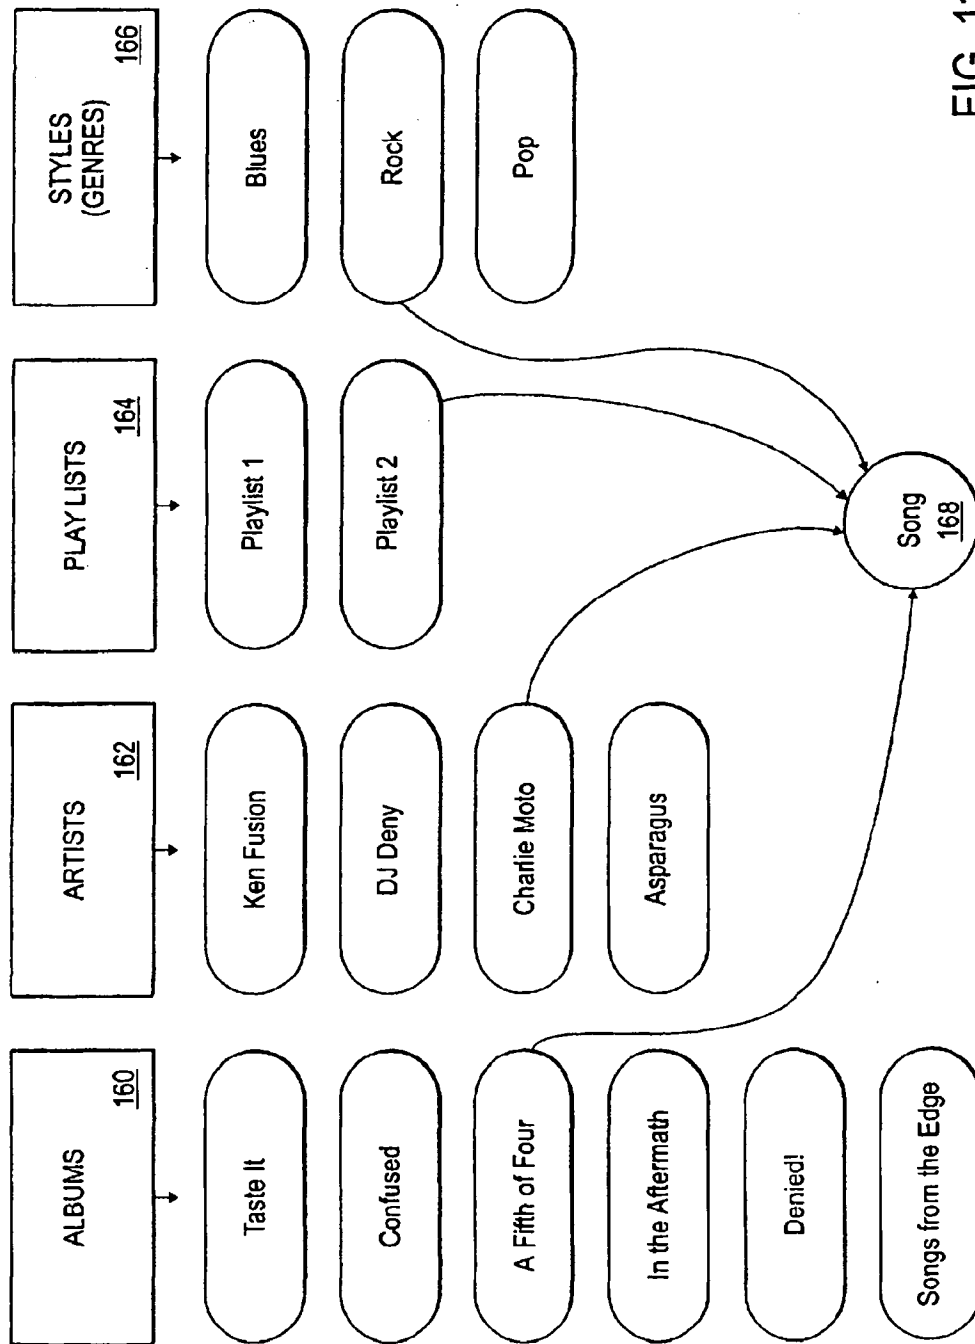 ALBUMS
160
Taste It
Confused
A Fifth of Four
In the Aftermath
Denied!
Songs from the Edge
ARTISTS
162
Ken Fusion
DJ Deny
Charlie Moto
Asparagus
PLAY LISTS
164
Playlist 1
Playlist 2
STYLES
(GENRES)
166
Blues
Rock
Pop
Song
168
FIG.